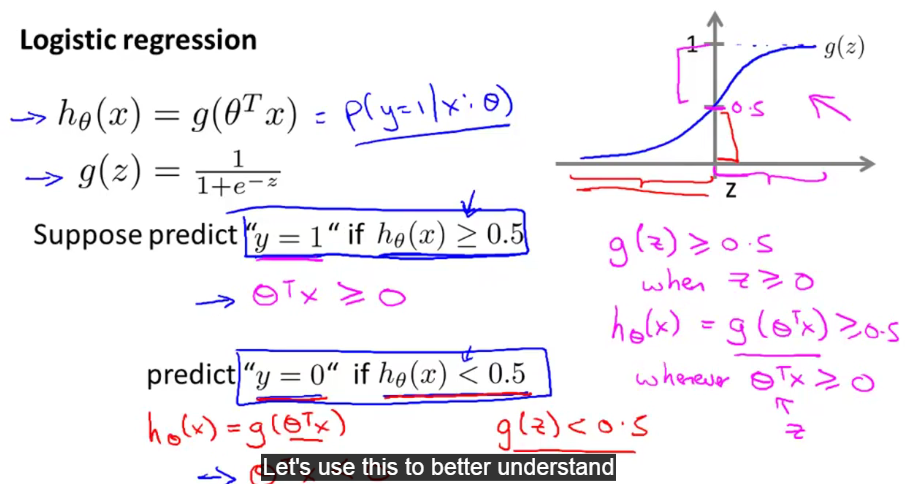 Logistic regression
1
g(z)
→ hθ(x) = g(θᵀx) = P(y=1|x; θ)
0.5
→ g(z) = 1/(1+e⁻ᶻ)
z
Suppose predict "y = 1" if hθ(x) ≥ 0.5
g(z) ≥ 0.5
when z ≥ 0
→ θᵀx ≥ 0
hθ(x) = g(θᵀx) ≥ 0.5
predict "y = 0" if hθ(x) < 0.5
whenever θᵀx ≥ 0
z
hθ(x) = g(θᵀx)
g(z) < 0.5
Let's use this to better understand